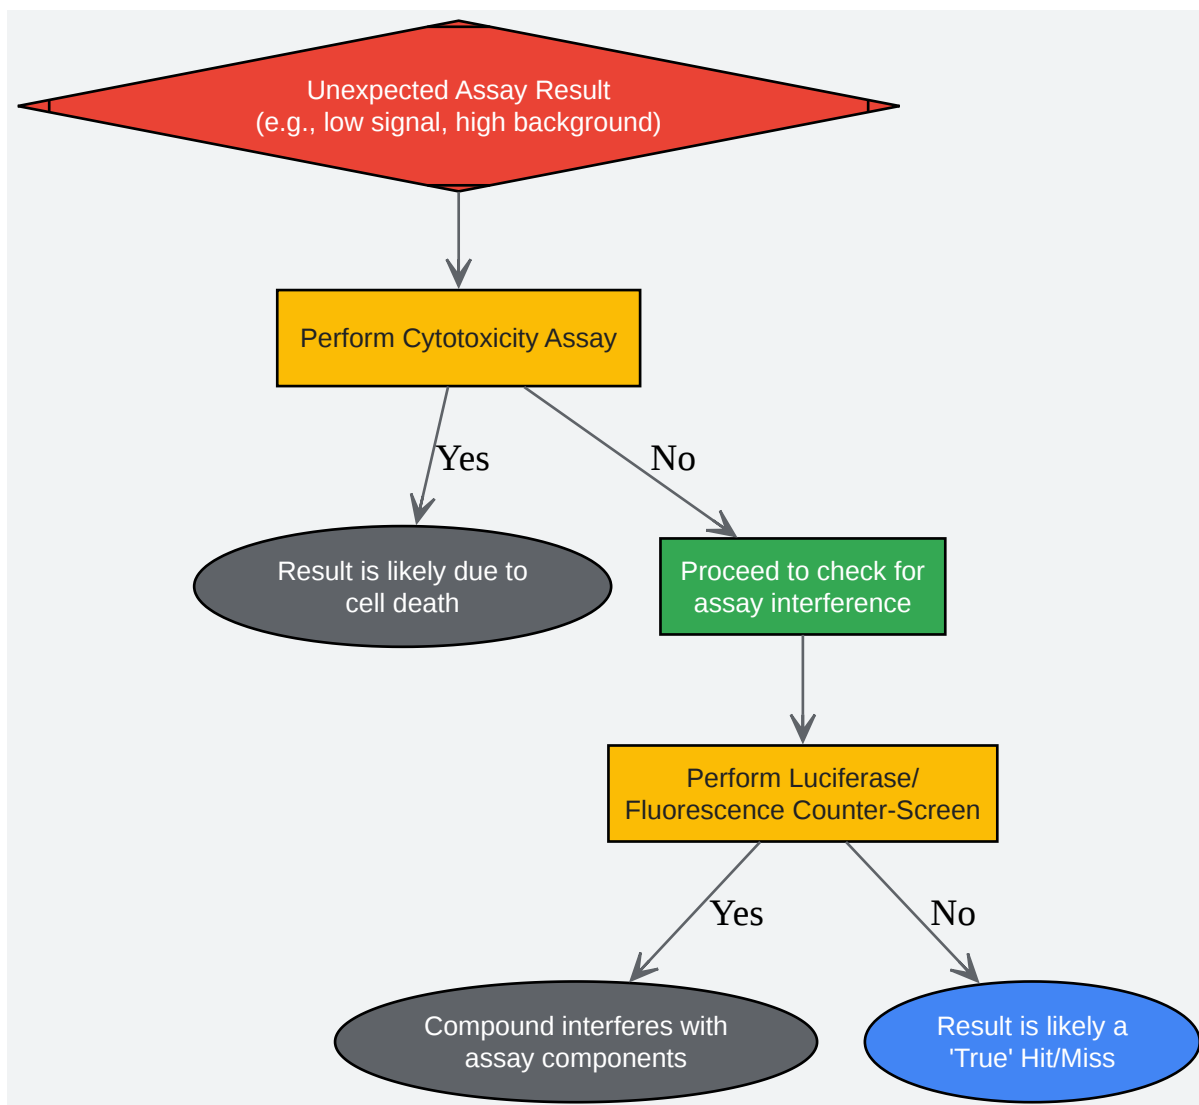 Unexpected Assay Result
(e.g., low signal, high background)
Perform Cytotoxicity Assay
Yes
No
Result is likely due to
cell death
Proceed to check for
assay interference
Perform Luciferase/
Fluorescence Counter-Screen
Yes
No
Compound interferes with
assay components
Result is likely a
'True' Hit/Miss